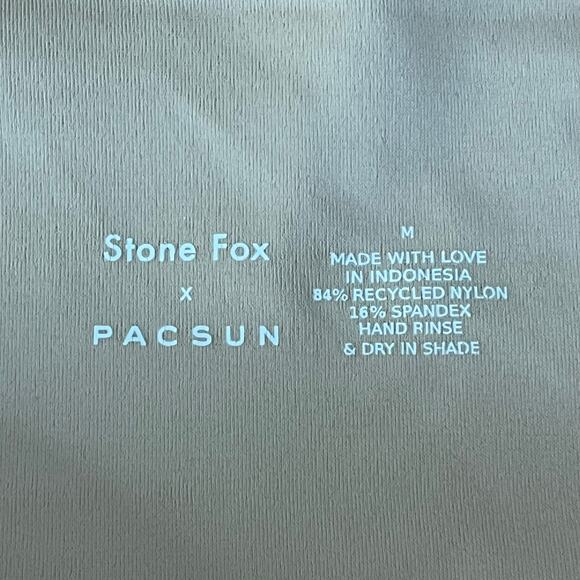 Stone Fox
X
PACSUN
M
MADE WITH LOVE
IN INDONESIA
84% RECYCLED NYLON
16% SPANDEX
HAND RINSE
& DRY IN SHADE